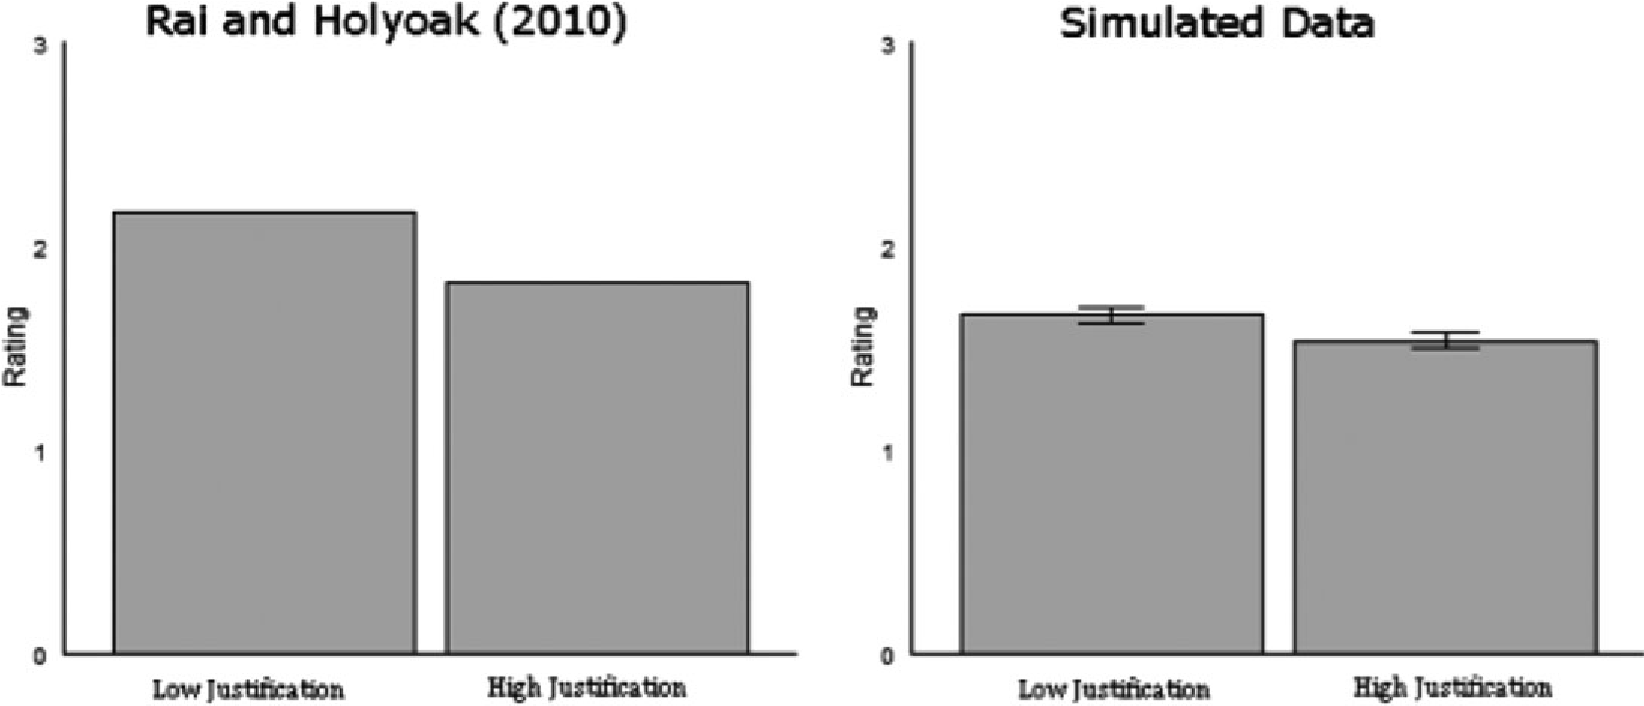 Rai and Holyoak (2010)
3
2
1
0
Rating
Low Justification
High Justification
Simulated Data
3
2
1
0
Rating
Low Justification
High Justification